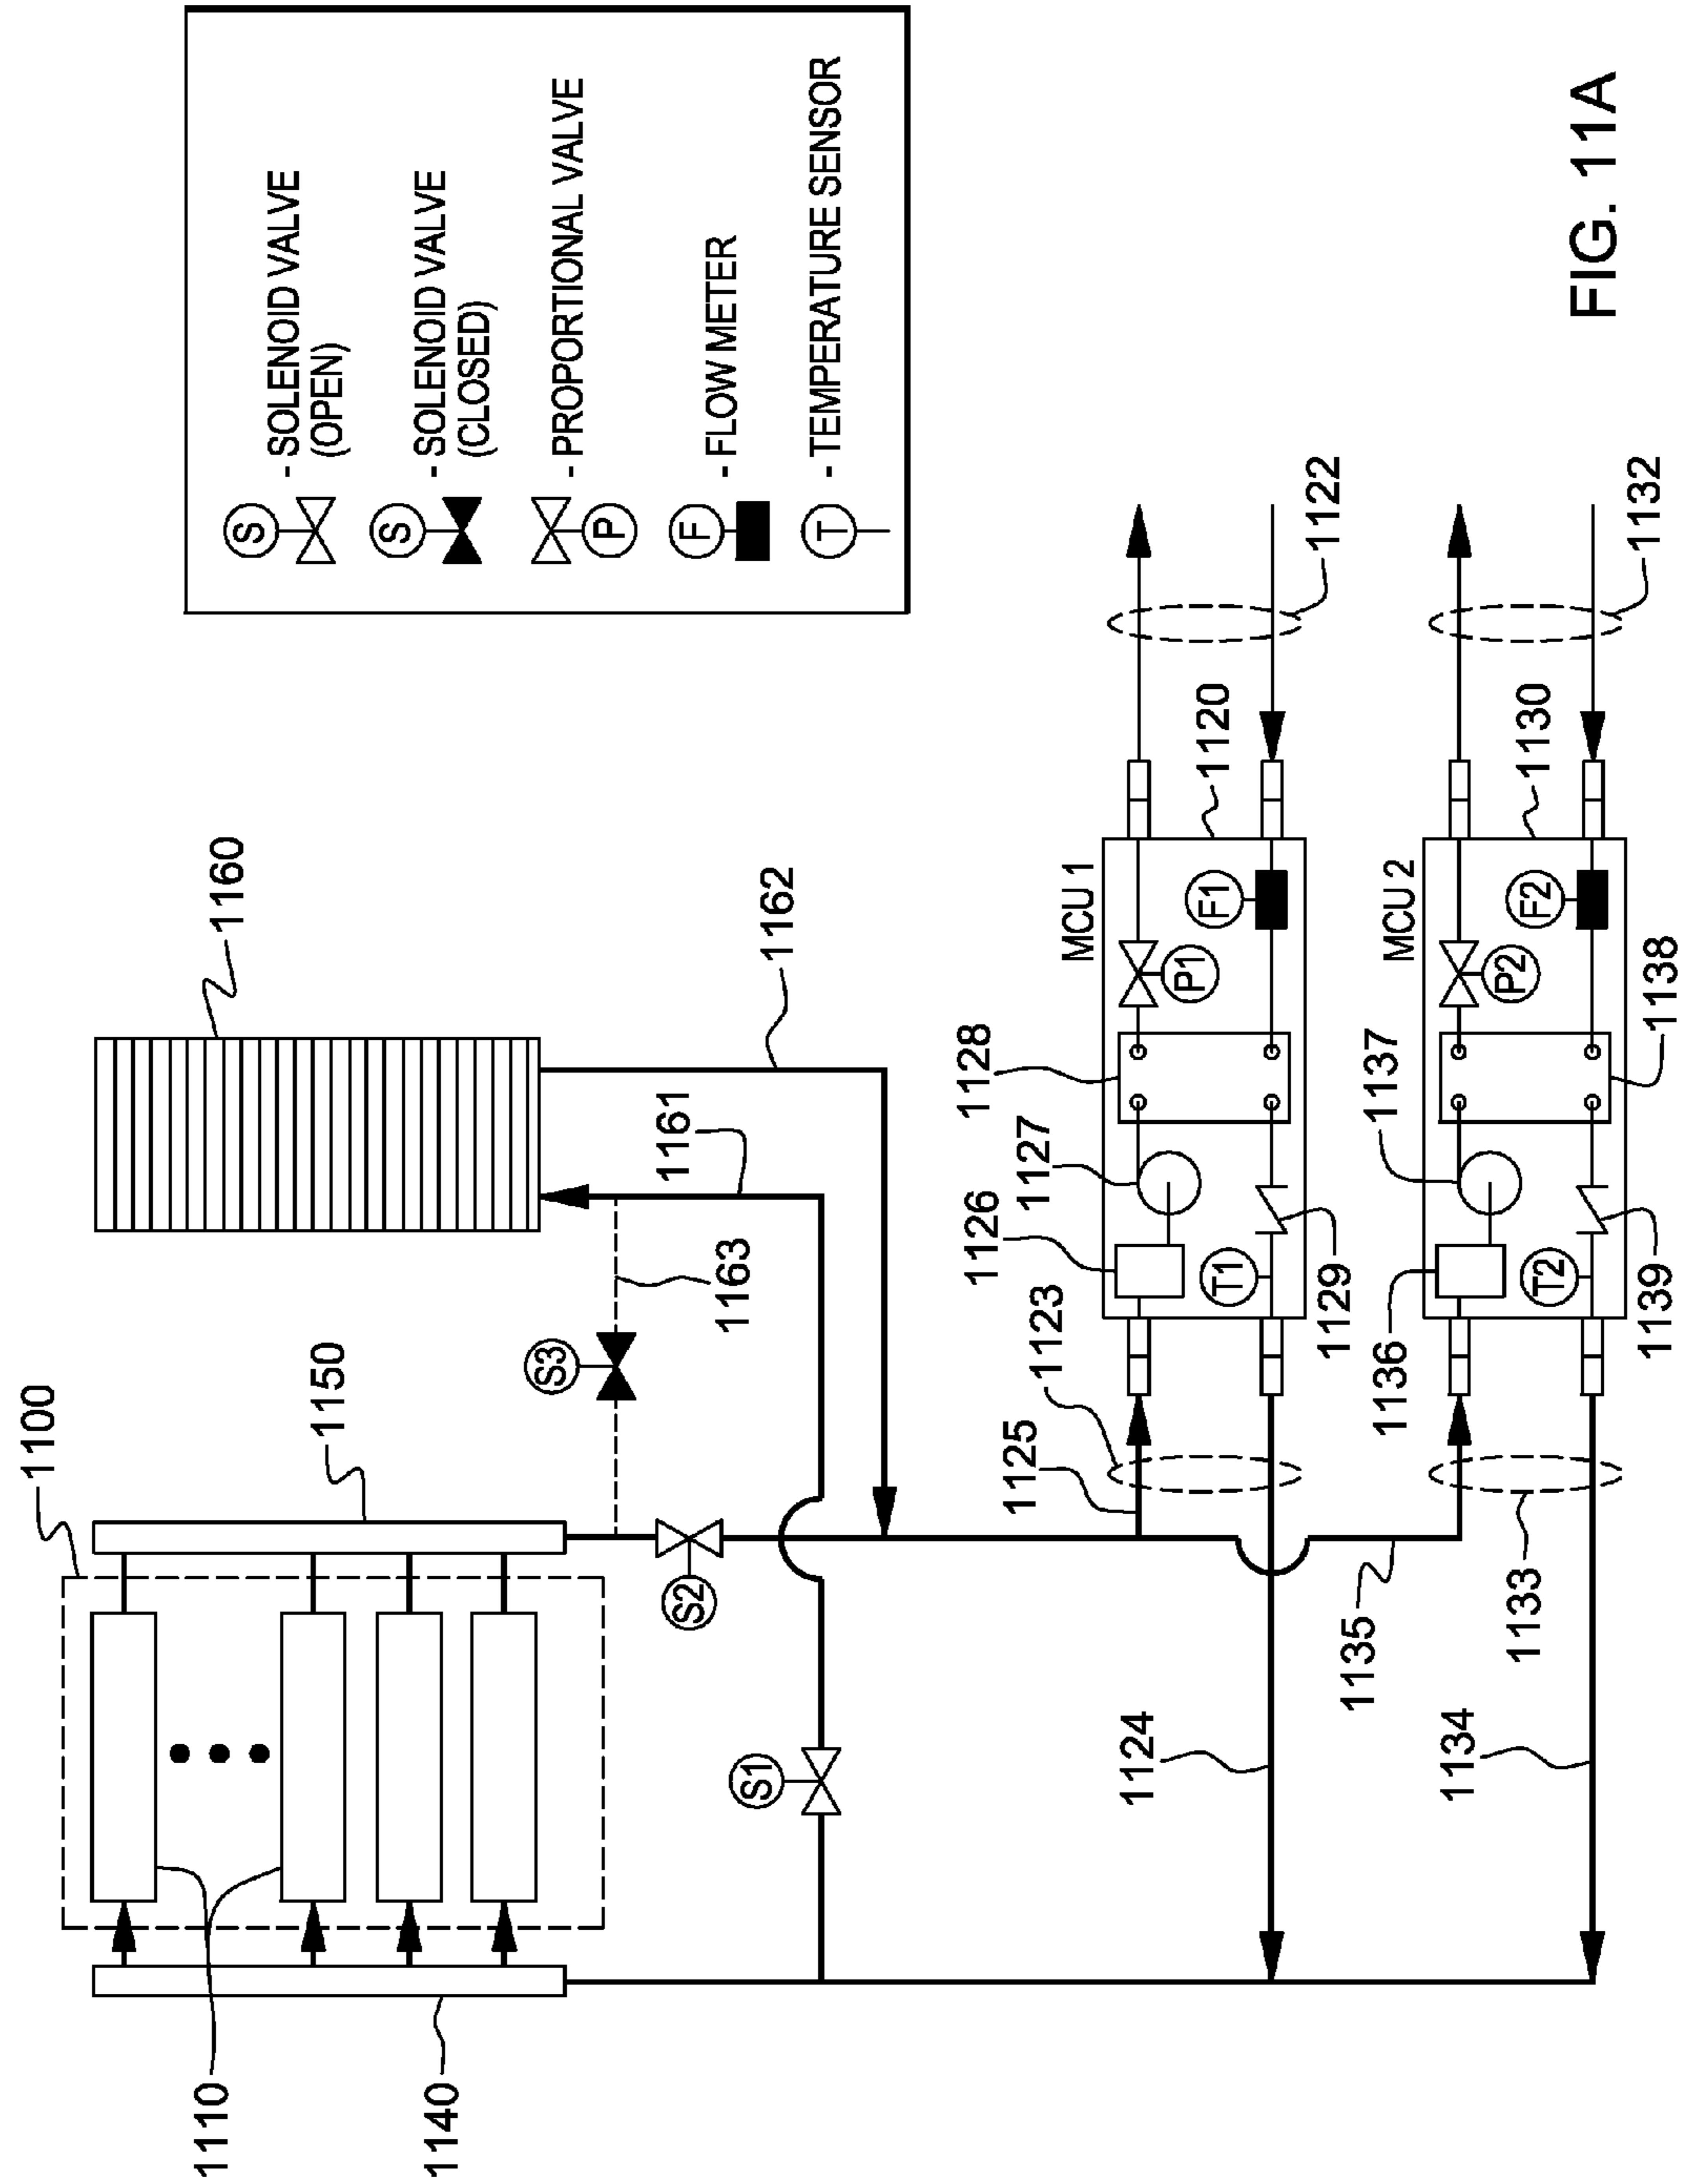 1100
1110
1160
1150
1140
S - SOLENOID VALVE
(OPEN)
S - SOLENOID VALVE
(CLOSED)
P - PROPORTIONAL VALVE
F - FLOW METER
T - TEMPERATURE SENSOR
S3
1161
S2
1163
S1
1162
1128
1126
1125
1127
1123
MCU 1
1124
P1
1120
F1
T1
1122
1129
1135
1136
MCU 2
1137
1134
P2
1133
1130
F2
T2
1132
1139
1138
FIG. 11A